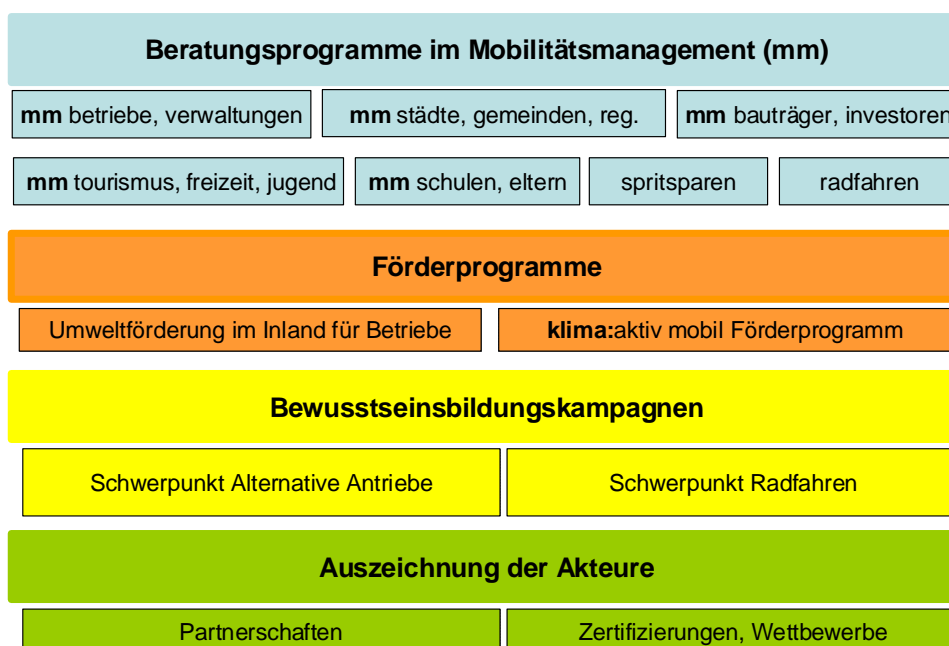 Beratungsprogramme im Mobilitätsmanagement (mm)
mm betriebe, verwaltungen
mm städte, gemeinden, reg.
mm bauträger, investoren
mm tourismus, freizeit, jugend
mm schulen, eltern
spritsparen
radfahren
Förderprogramme
Umweltförderung im Inland für Betriebe
klima:aktiv mobil Förderprogramm
Bewusstseinsbildungskampagnen
Schwerpunkt Alternative Antriebe
Schwerpunkt Radfahren
Auszeichnung der Akteure
Partnerschaften
Zertifizierungen, Wettbewerbe